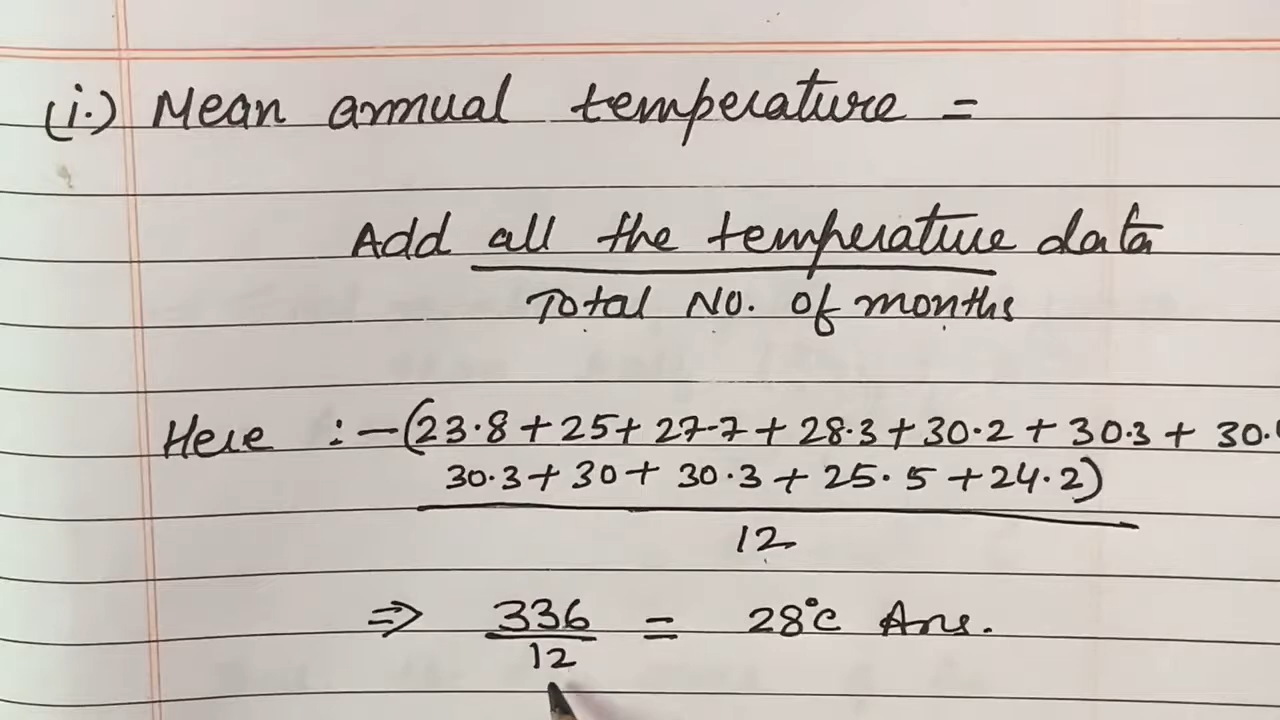 (i.) Mean annual temperature =
Add all the temperature data
Total No. of months
Here :- (23.8 + 25 + 27.7 + 28.3 + 30.2 + 30.3 + 30.
30.3 + 30 + 30.3 + 25.5 + 24.2)
12
⇒ 336 = 28°C Ans.
12